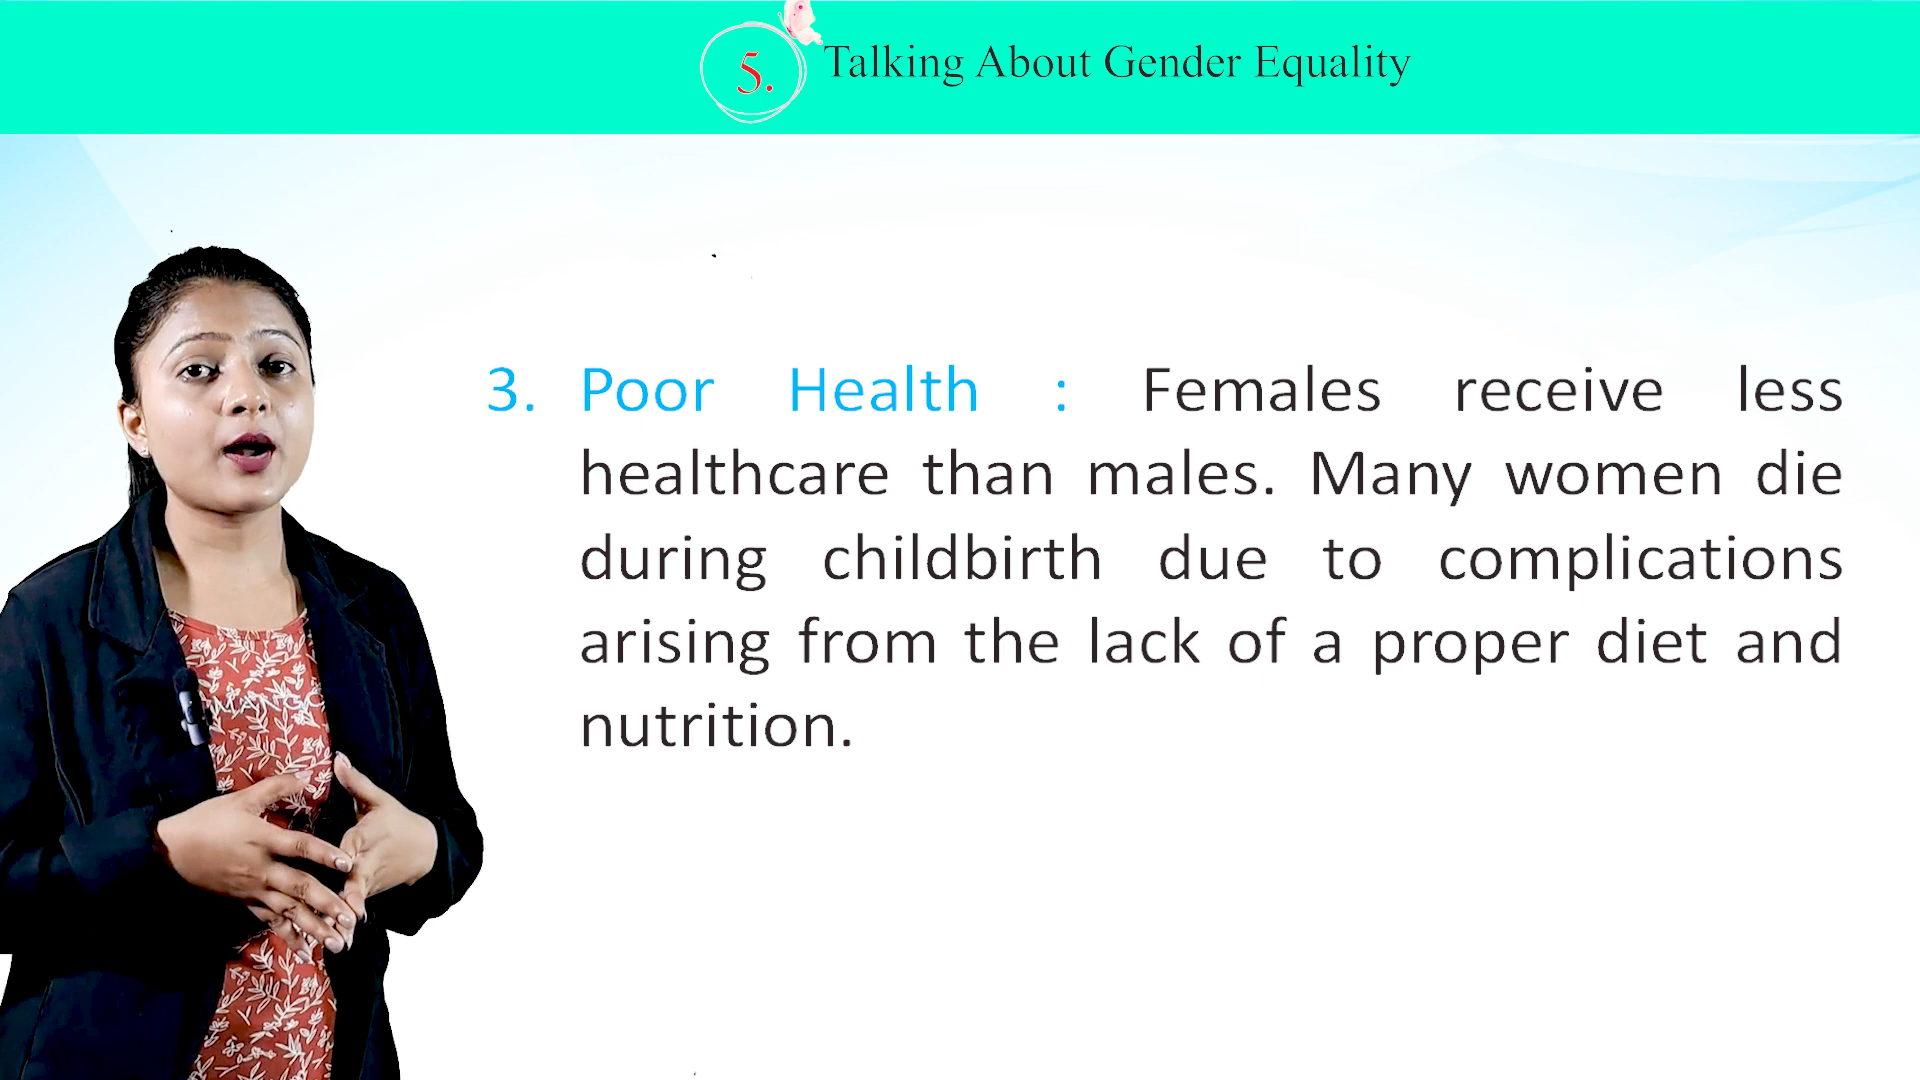 5. Talking About Gender Equality
3. Poor Health : Females receive less
healthcare than males. Many women die
during childbirth due to complications
arising from the lack of a proper diet and
nutrition.
MANGO